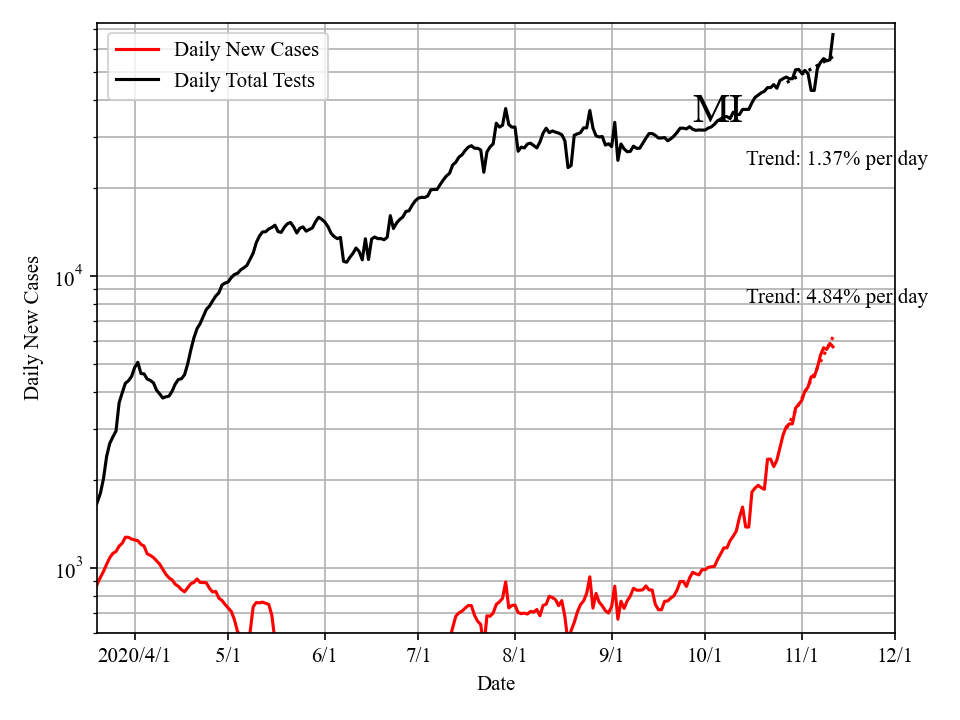 Daily New Cases
Daily Total Tests
MI
Trend: 1.37% per day
Trend: 4.84% per day
10^4
10^3
Daily New Cases
2020/4/1 5/1 6/1 7/1 8/1 9/1 10/1 11/1 12/1
Date